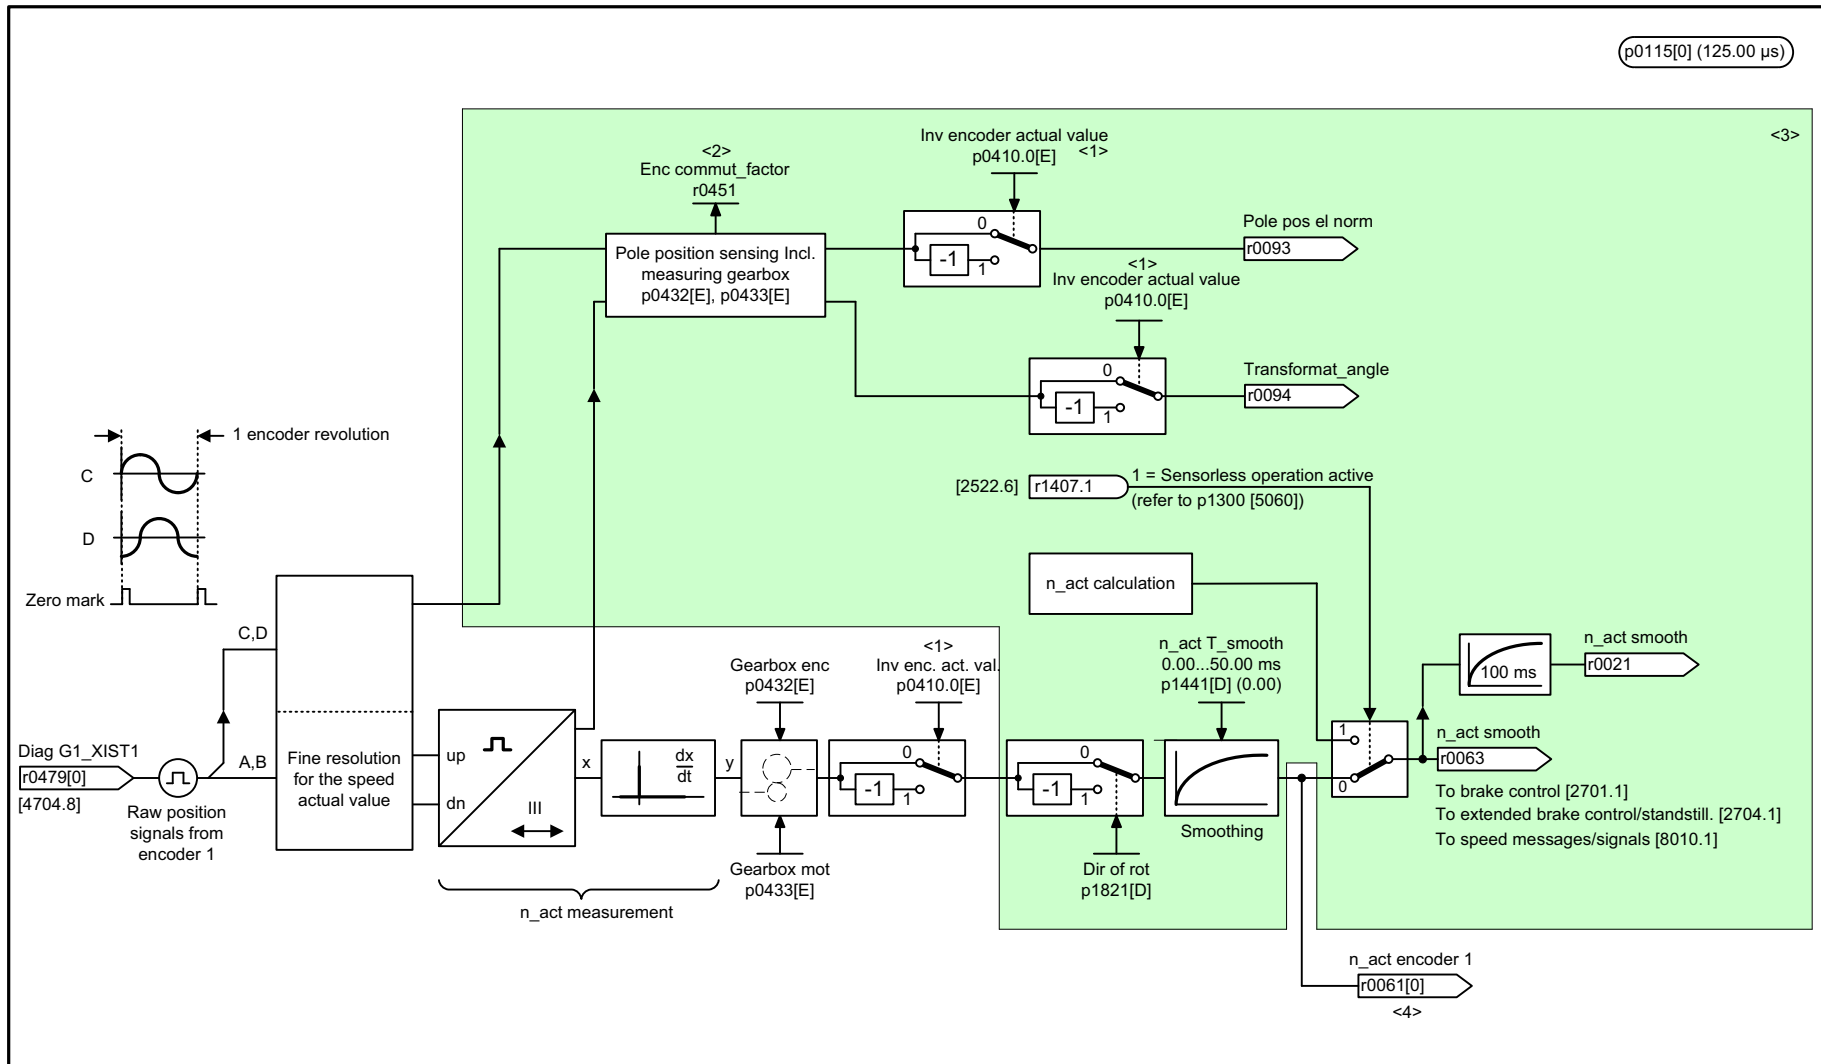 p0115[0] (125.00 µs)
<3>
Inv encoder actual value
p0410.0[E] <1>
<2>
Enc commut_factor
r0451
Pole position sensing Incl.
measuring gearbox
p0432[E], p0433[E]
0
-1
1
Pole pos el norm
r0093
<1>
Inv encoder actual value
p0410.0[E]
0
-1
1
Transformat_angle
r0094
1 encoder revolution
C
D
Zero mark
[2522.6]
r1407.1
1 = Sensorless operation active
(refer to p1300 [5060])
n_act calculation
C,D
A,B
Diag G1_XIST1
r0479[0]
[4704.8]
Raw position
signals from
encoder 1
Fine resolution
for the speed
actual value
up
dn
III
x
dx
dt
y
n_act measurement
Gearbox enc
p0432[E]
Gearbox mot
p0433[E]
<1>
Inv enc. act. val.
p0410.0[E]
0
-1
1
0
-1
1
Dir of rot
p1821[D]
n_act T_smooth
0.00...50.00 ms
p1441[D] (0.00)
Smoothing
1
0
100 ms
n_act smooth
r0021
n_act smooth
r0063
To brake control [2701.1]
To extended brake control/standstill. [2704.1]
To speed messages/signals [8010.1]
n_act encoder 1
r0061[0]
<4>